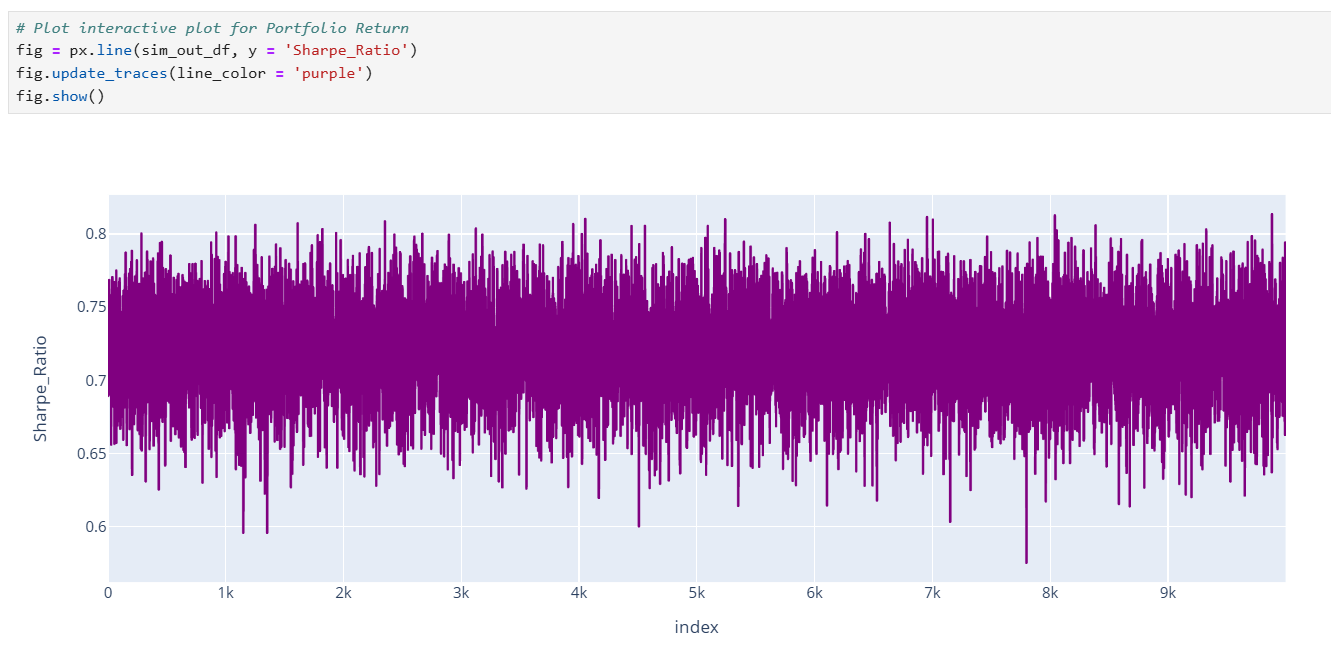 # Plot interactive plot for Portfolio Return
fig = px.line(sim_out_df, y = 'Sharpe_Ratio')
fig.update_traces(line_color = 'purple')
fig.show()
0.8
0.75
0.7
0.65
0.6
Sharpe_Ratio
0 1k 2k 3k 4k 5k 6k 7k 8k 9k
index